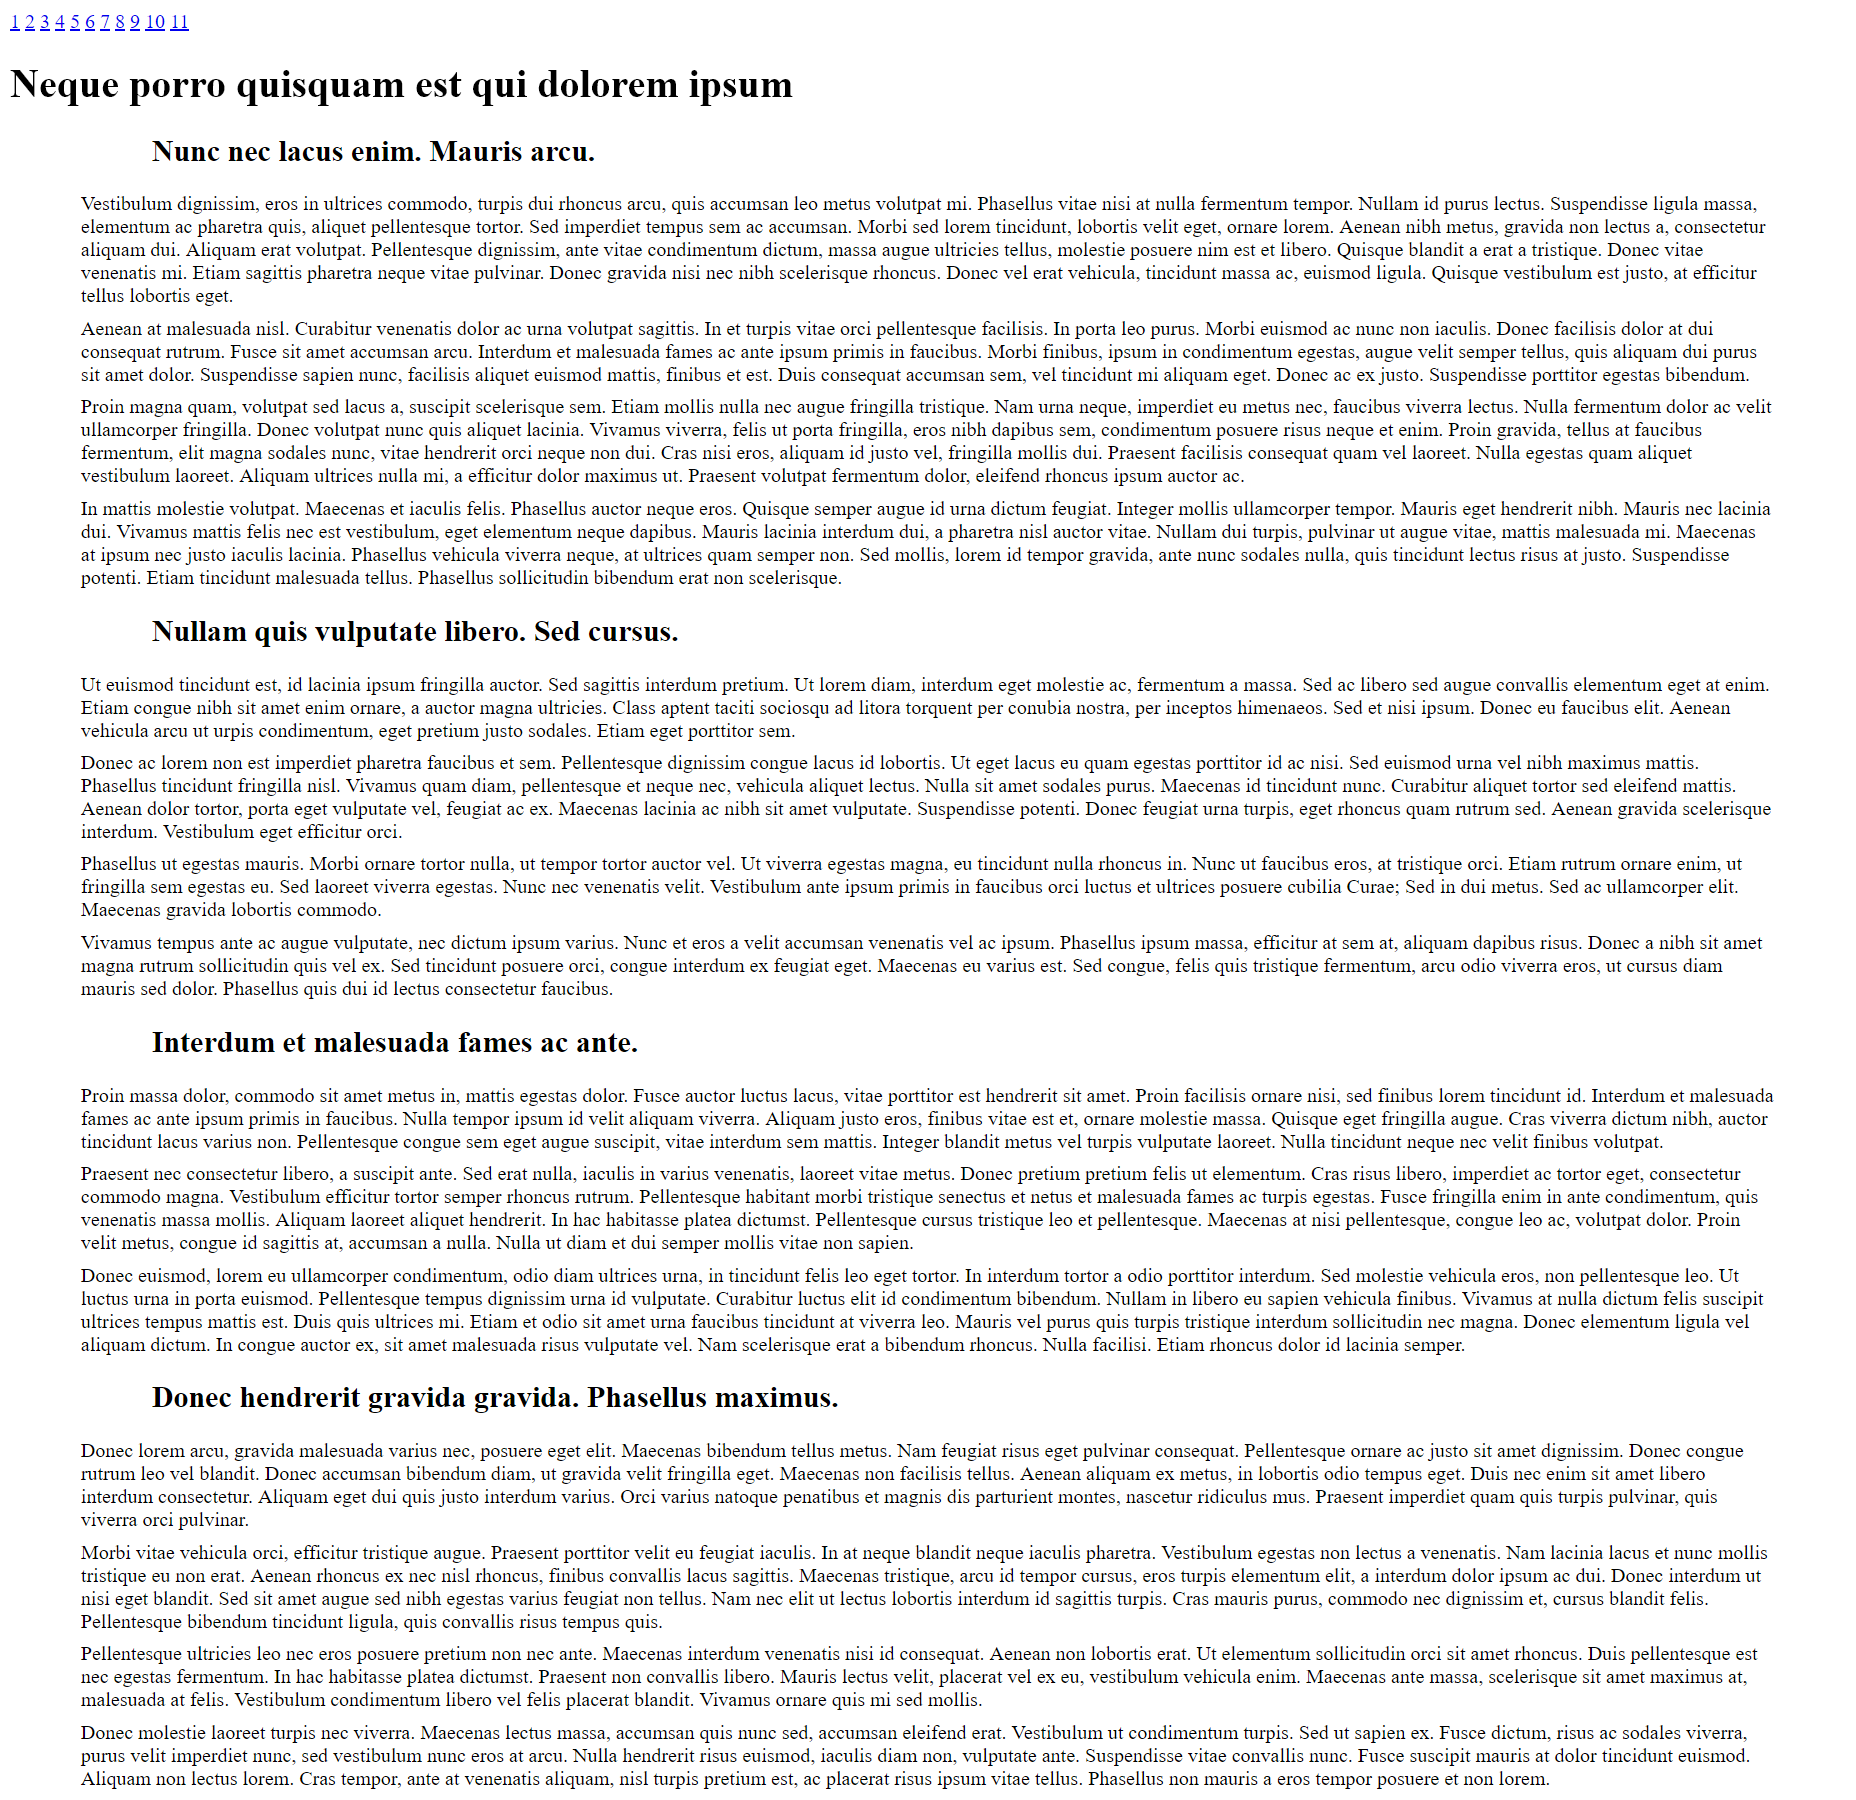 1 2 3 4 5 6 7 8 9 10 11
Neque porro quisquam est qui dolorem ipsum
Nunc nec lacus enim. Mauris arcu.
Vestibulum dignissim, eros in ultrices commodo, turpis dui rhoncus arcu, quis accumsan leo metus volutpat mi. Phasellus vitae nisi at nulla fermentum tempor. Nullam id purus lectus. Suspendisse ligula massa,
elementum ac pharetra quis, aliquet pellentesque tortor. Sed imperdiet tempus sem ac accumsan. Morbi sed lorem tincidunt, lobortis velit eget, ornare lorem. Aenean nibh metus, gravida non lectus a, consectetur
aliquam dui. Aliquam erat volutpat. Pellentesque dignissim, ante vitae condimentum dictum, massa augue ultricies tellus, molestie posuere nim est et libero. Quisque blandit a erat a tristique. Donec vitae
venenatis mi. Etiam sagittis pharetra neque vitae pulvinar. Donec gravida nisi nec nibh scelerisque rhoncus. Donec vel erat vehicula, tincidunt massa ac, euismod ligula. Quisque vestibulum est justo, at efficitur
tellus lobortis eget.
Aenean at malesuada nisl. Curabitur venenatis dolor ac urna volutpat sagittis. In et turpis vitae orci pellentesque facilisis. In porta leo purus. Morbi euismod ac nunc non iaculis. Donec facilisis dolor at dui
consequat rutrum. Fusce sit amet accumsan arcu. Interdum et malesuada fames ac ante ipsum primis in faucibus. Morbi finibus, ipsum in condimentum egestas, augue velit semper tellus, quis aliquam dui purus
sit amet dolor. Suspendisse sapien nunc, facilisis aliquet euismod mattis, finibus et est. Duis consequat accumsan sem, vel tincidunt mi aliquam eget. Donec ac ex justo. Suspendisse porttitor egestas bibendum.
Proin magna quam, volutpat sed lacus a, suscipit scelerisque sem. Etiam mollis nulla nec augue fringilla tristique. Nam urna neque, imperdiet eu metus nec, faucibus viverra lectus. Nulla fermentum dolor ac velit
ullamcorper fringilla. Donec volutpat nunc quis aliquet lacinia. Vivamus viverra, felis ut porta fringilla, eros nibh dapibus sem, condimentum posuere risus neque et enim. Proin gravida, tellus at faucibus
fermentum, elit magna sodales nunc, vitae hendrerit orci neque non dui. Cras nisi eros, aliquam id justo vel, fringilla mollis dui. Praesent facilisis consequat quam vel laoreet. Nulla egestas quam aliquet
vestibulum laoreet. Aliquam ultrices nulla mi, a efficitur dolor maximus ut. Praesent volutpat fermentum dolor, eleifend rhoncus ipsum auctor ac.
In mattis molestie volutpat. Maecenas et iaculis felis. Phasellus auctor neque eros. Quisque semper augue id urna dictum feugiat. Integer mollis ullamcorper tempor. Mauris eget hendrerit nibh. Mauris nec lacinia
dui. Vivamus mattis felis nec est vestibulum, eget elementum neque dapibus. Mauris lacinia interdum dui, a pharetra nisl auctor vitae. Nullam dui turpis, pulvinar ut augue vitae, mattis malesuada mi. Maecenas
at ipsum nec justo iaculis lacinia. Phasellus vehicula viverra neque, at ultrices quam semper non. Sed mollis, lorem id tempor gravida, ante nunc sodales nulla, quis tincidunt lectus risus at justo. Suspendisse
potenti. Etiam tincidunt malesuada tellus. Phasellus sollicitudin bibendum erat non scelerisque.
Nullam quis vulputate libero. Sed cursus.
Ut euismod tincidunt est, id lacinia ipsum fringilla auctor. Sed sagittis interdum pretium. Ut lorem diam, interdum eget molestie ac, fermentum a massa. Sed ac libero sed augue convallis elementum eget at enim.
Etiam congue nibh sit amet enim ornare, a auctor magna ultricies. Class aptent taciti sociosqu ad litora torquent per conubia nostra, per inceptos himenaeos. Sed et nisi ipsum. Donec eu faucibus elit. Aenean
vehicula arcu ut urpis condimentum, eget pretium justo sodales. Etiam eget porttitor sem.
Donec ac lorem non est imperdiet pharetra faucibus et sem. Pellentesque dignissim congue lacus id lobortis. Ut eget lacus eu quam egestas porttitor id ac nisi. Sed euismod urna vel nibh maximus mattis.
Phasellus tincidunt fringilla nisl. Vivamus quam diam, pellentesque et neque nec, vehicula aliquet lectus. Nulla sit amet sodales purus. Maecenas id tincidunt nunc. Curabitur aliquet tortor sed eleifend mattis.
Aenean dolor tortor, porta eget vulputate vel, feugiat ac ex. Maecenas lacinia ac nibh sit amet vulputate. Suspendisse potenti. Donec feugiat urna turpis, eget rhoncus quam rutrum sed. Aenean gravida scelerisque
interdum. Vestibulum eget efficitur orci.
Phasellus ut egestas mauris. Morbi ornare tortor nulla, ut tempor tortor auctor vel. Ut viverra egestas magna, eu tincidunt nulla rhoncus in. Nunc ut faucibus eros, at tristique orci. Etiam rutrum ornare enim, ut
fringilla sem egestas eu. Sed laoreet viverra egestas. Nunc nec venenatis velit. Vestibulum ante ipsum primis in faucibus orci luctus et ultrices posuere cubilia Curae; Sed in dui metus. Sed ac ullamcorper elit.
Maecenas gravida lobortis commodo.
Vivamus tempus ante ac augue vulputate, nec dictum ipsum varius. Nunc et eros a velit accumsan venenatis vel ac ipsum. Phasellus ipsum massa, efficitur at sem at, aliquam dapibus risus. Donec a nibh sit amet
magna rutrum sollicitudin quis vel ex. Sed tincidunt posuere orci, congue interdum ex feugiat eget. Maecenas eu varius est. Sed congue, felis quis tristique fermentum, arcu odio viverra eros, ut cursus diam
mauris sed dolor. Phasellus quis dui id lectus consectetur faucibus.
Interdum et malesuada fames ac ante.
Proin massa dolor, commodo sit amet metus in, mattis egestas dolor. Fusce auctor luctus lacus, vitae porttitor est hendrerit sit amet. Proin facilisis ornare nisi, sed finibus lorem tincidunt id. Interdum et malesuada
fames ac ante ipsum primis in faucibus. Nulla tempor ipsum id velit aliquam viverra. Aliquam justo eros, finibus vitae est et, ornare molestie massa. Quisque eget fringilla augue. Cras viverra dictum nibh, auctor
tincidunt lacus varius non. Pellentesque congue sem eget augue suscipit, vitae interdum sem mattis. Integer blandit metus vel turpis vulputate laoreet. Nulla tincidunt neque nec velit finibus volutpat.
Praesent nec consectetur libero, a suscipit ante. Sed erat nulla, iaculis in varius venenatis, laoreet vitae metus. Donec pretium pretium felis ut elementum. Cras risus libero, imperdiet ac tortor eget, consectetur
commodo magna. Vestibulum efficitur tortor semper rhoncus rutrum. Pellentesque habitant morbi tristique senectus et netus et malesuada fames ac turpis egestas. Fusce fringilla enim in ante condimentum, quis
venenatis massa mollis. Aliquam laoreet aliquet hendrerit. In hac habitasse platea dictumst. Pellentesque cursus tristique leo et pellentesque. Maecenas at nisi pellentesque, congue leo ac, volutpat dolor. Proin
velit metus, congue id sagittis at, accumsan a nulla. Nulla ut diam et dui semper mollis vitae non sapien.
Donec euismod, lorem eu ullamcorper condimentum, odio diam ultrices urna, in tincidunt felis leo eget tortor. In interdum tortor a odio porttitor interdum. Sed molestie vehicula eros, non pellentesque leo. Ut
luctus urna in porta euismod. Pellentesque tempus dignissim urna id vulputate. Curabitur luctus elit id condimentum bibendum. Nullam in libero eu sapien vehicula finibus. Vivamus at nulla dictum felis suscipit
ultrices tempus mattis est. Duis quis ultrices mi. Etiam et odio sit amet urna faucibus tincidunt at viverra leo. Mauris vel purus quis turpis tristique interdum sollicitudin nec magna. Donec elementum ligula vel
aliquam dictum. In congue auctor ex, sit amet malesuada risus vulputate vel. Nam scelerisque erat a bibendum rhoncus. Nulla facilisi. Etiam rhoncus dolor id lacinia semper.
Donec hendrerit gravida gravida. Phasellus maximus.
Donec lorem arcu, gravida malesuada varius nec, posuere eget elit. Maecenas bibendum tellus metus. Nam feugiat risus eget pulvinar consequat. Pellentesque ornare ac justo sit amet dignissim. Donec congue
rutrum leo vel blandit. Donec accumsan bibendum diam, ut gravida velit fringilla eget. Maecenas non facilisis tellus. Aenean aliquam ex metus, in lobortis odio tempus eget. Duis nec enim sit amet libero
interdum consectetur. Aliquam eget dui quis justo interdum varius. Orci varius natoque penatibus et magnis dis parturient montes, nascetur ridiculus mus. Praesent imperdiet quam quis turpis pulvinar, quis
viverra orci pulvinar.
Morbi vitae vehicula orci, efficitur tristique augue. Praesent porttitor velit eu feugiat iaculis. In at neque blandit neque iaculis pharetra. Vestibulum egestas non lectus a venenatis. Nam lacinia lacus et nunc mollis
tristique eu non erat. Aenean rhoncus ex nec nisl rhoncus, finibus convallis lacus sagittis. Maecenas tristique, arcu id tempor cursus, eros turpis elementum elit, a interdum dolor ipsum ac dui. Donec interdum ut
nisi eget blandit. Sed sit amet augue sed nibh egestas varius feugiat non tellus. Nam nec elit ut lectus lobortis interdum id sagittis turpis. Cras mauris purus, commodo nec dignissim et, cursus blandit felis.
Pellentesque bibendum tincidunt ligula, quis convallis risus tempus quis.
Pellentesque ultricies leo nec eros posuere pretium non nec ante. Maecenas interdum venenatis nisi id consequat. Aenean non lobortis erat. Ut elementum sollicitudin orci sit amet rhoncus. Duis pellentesque est
nec egestas fermentum. In hac habitasse platea dictumst. Praesent non convallis libero. Mauris lectus velit, placerat vel ex eu, vestibulum vehicula enim. Maecenas ante massa, scelerisque sit amet maximus at,
malesuada at felis. Vestibulum condimentum libero vel felis placerat blandit. Vivamus ornare quis mi sed mollis.
Donec molestie laoreet turpis nec viverra. Maecenas lectus massa, accumsan quis nunc sed, accumsan eleifend erat. Vestibulum ut condimentum turpis. Sed ut sapien ex. Fusce dictum, risus ac sodales viverra,
purus velit imperdiet nunc, sed vestibulum nunc eros at arcu. Nulla hendrerit risus euismod, iaculis diam non, vulputate ante. Suspendisse vitae convallis nunc. Fusce suscipit mauris at dolor tincidunt euismod.
Aliquam non lectus lorem. Cras tempor, ante at venenatis aliquam, nisl turpis pretium est, ac placerat risus ipsum vitae tellus. Phasellus non mauris a eros tempor posuere et non lorem.